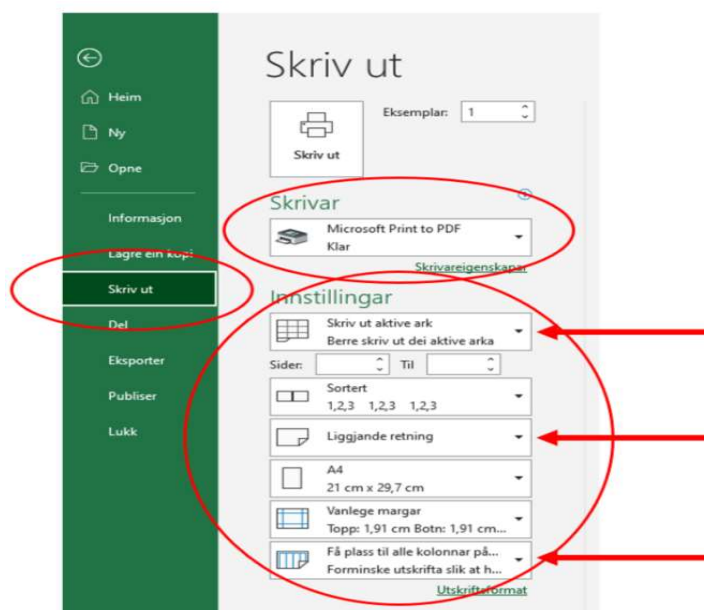 Skriv ut
Heim
Ny
Opne
Informasjon
Lagre ein kopi
Skriv ut
Del
Eksporter
Publiser
Lukk
Skriv ut
Eksemplar: 1
Skrivar
Microsoft Print to PDF
Klar
Skrivareigenskapar
Innstillingar
Skriv ut aktive ark
Berre skriv ut dei aktive arka
Sider: Til
Sortert
1,2,3 1,2,3 1,2,3
Liggjande retning
A4
21 cm x 29,7 cm
Vanlege margar
Topp: 1,91 cm Botn: 1,91 cm...
Få plass til alle kolonnar på...
Forminske utskrifta slik at h...
Utskriftsformat